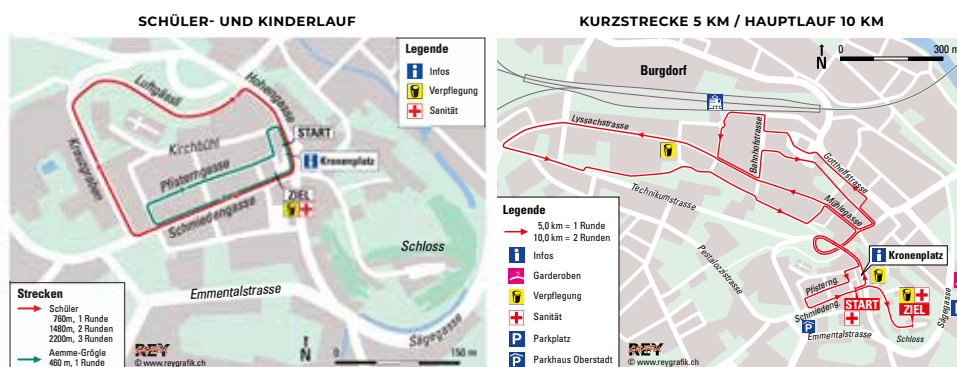 SCHÜLER- UND KINDERLAUF
Legende
Infos
Verpflegung
Sanität
Luftgässli
Hohengasse
START
Kirchbühl
Kronenplatz
Pfisterngasse
Kreuzgraben
ZIEL
Schmiedengasse
Schloss
Emmentalstrasse
Sägegasse
Strecken
Schüler
760m, 1 Runde
1480m, 2 Runden
2200m, 3 Runden
Aemme-Grögle
460 m, 1 Runde
REY
© www.reygrafik.ch
N
0 150 m
KURZSTRECKE 5 KM / HAUPTLAUF 10 KM
N
0 300 m
Burgdorf
Lyssachstrasse
Bahnhofstrasse
Gotthelfstrasse
Technikumstrasse
Mühlegasse
Pestalozzistrasse
Kronenplatz
Pfisterng.
Schmiedeng.
START
ZIEL
P
Emmentalstrasse
Schloss
Sägegasse
Legende
5,0 km = 1 Runde
10,0 km = 2 Runden
Infos
Garderoben
Verpflegung
Sanität
P Parkplatz
P Parkhaus Oberstadt
REY
© www.reygrafik.ch